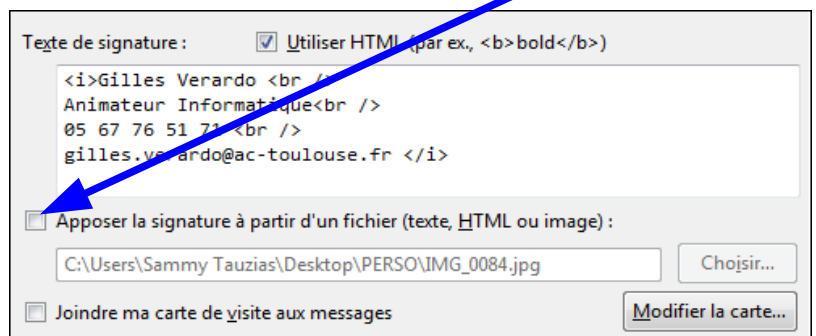 Texte de signature : Utiliser HTML (par ex., <b>bold</b>)
<i>Gilles Verardo <br />
Animateur Informatique<br />
05 67 76 51 71 <br />
gilles.verardo@ac-toulouse.fr </i>
Apposer la signature à partir d'un fichier (texte, HTML ou image) :
C:\Users\Sammy Tauzias\Desktop\PERSO\IMG_0084.jpg Choisir...
Joindre ma carte de visite aux messages Modifier la carte...